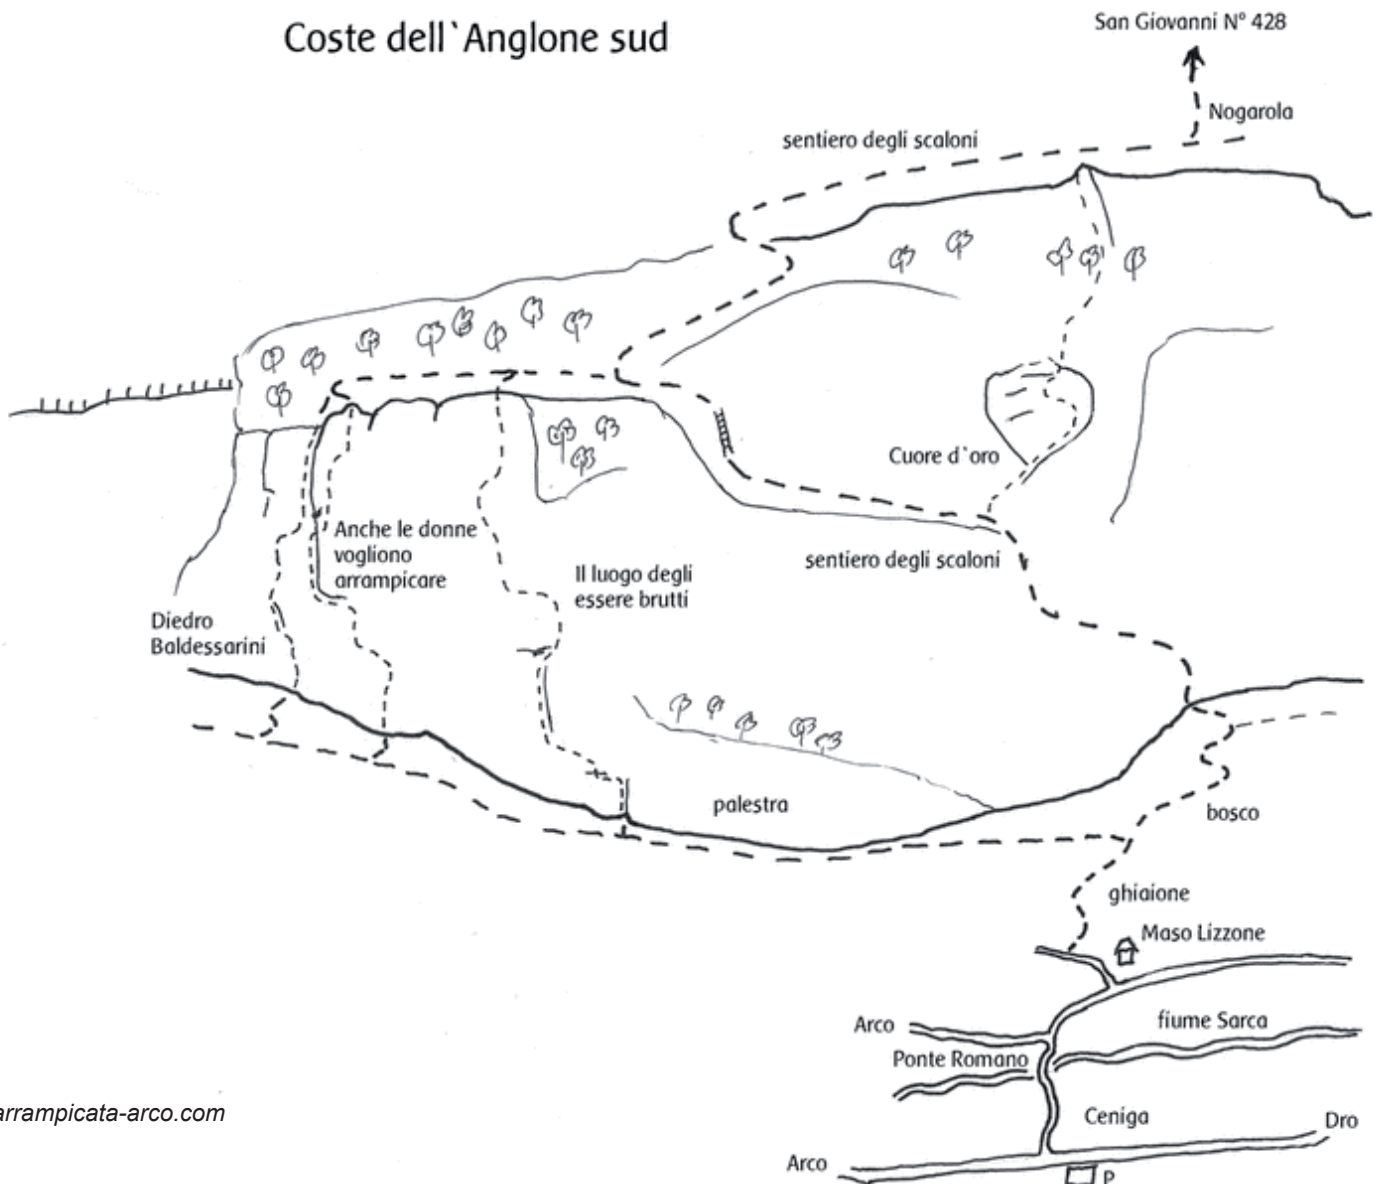 Coste dell`Anglone sud
San Giovanni N° 428
Nogarola
sentiero degli scaloni
Cuore d`oro
Anche le donne
vogliono
arrampicare
Il luogo degli
essere brutti
sentiero degli scaloni
Diedro
Baldessarini
palestra
bosco
ghiaione
Maso Lizzone
Arco
fiume Sarca
Ponte Romano
Ceniga
Dro
arrampicata-arco.com
Arco
P